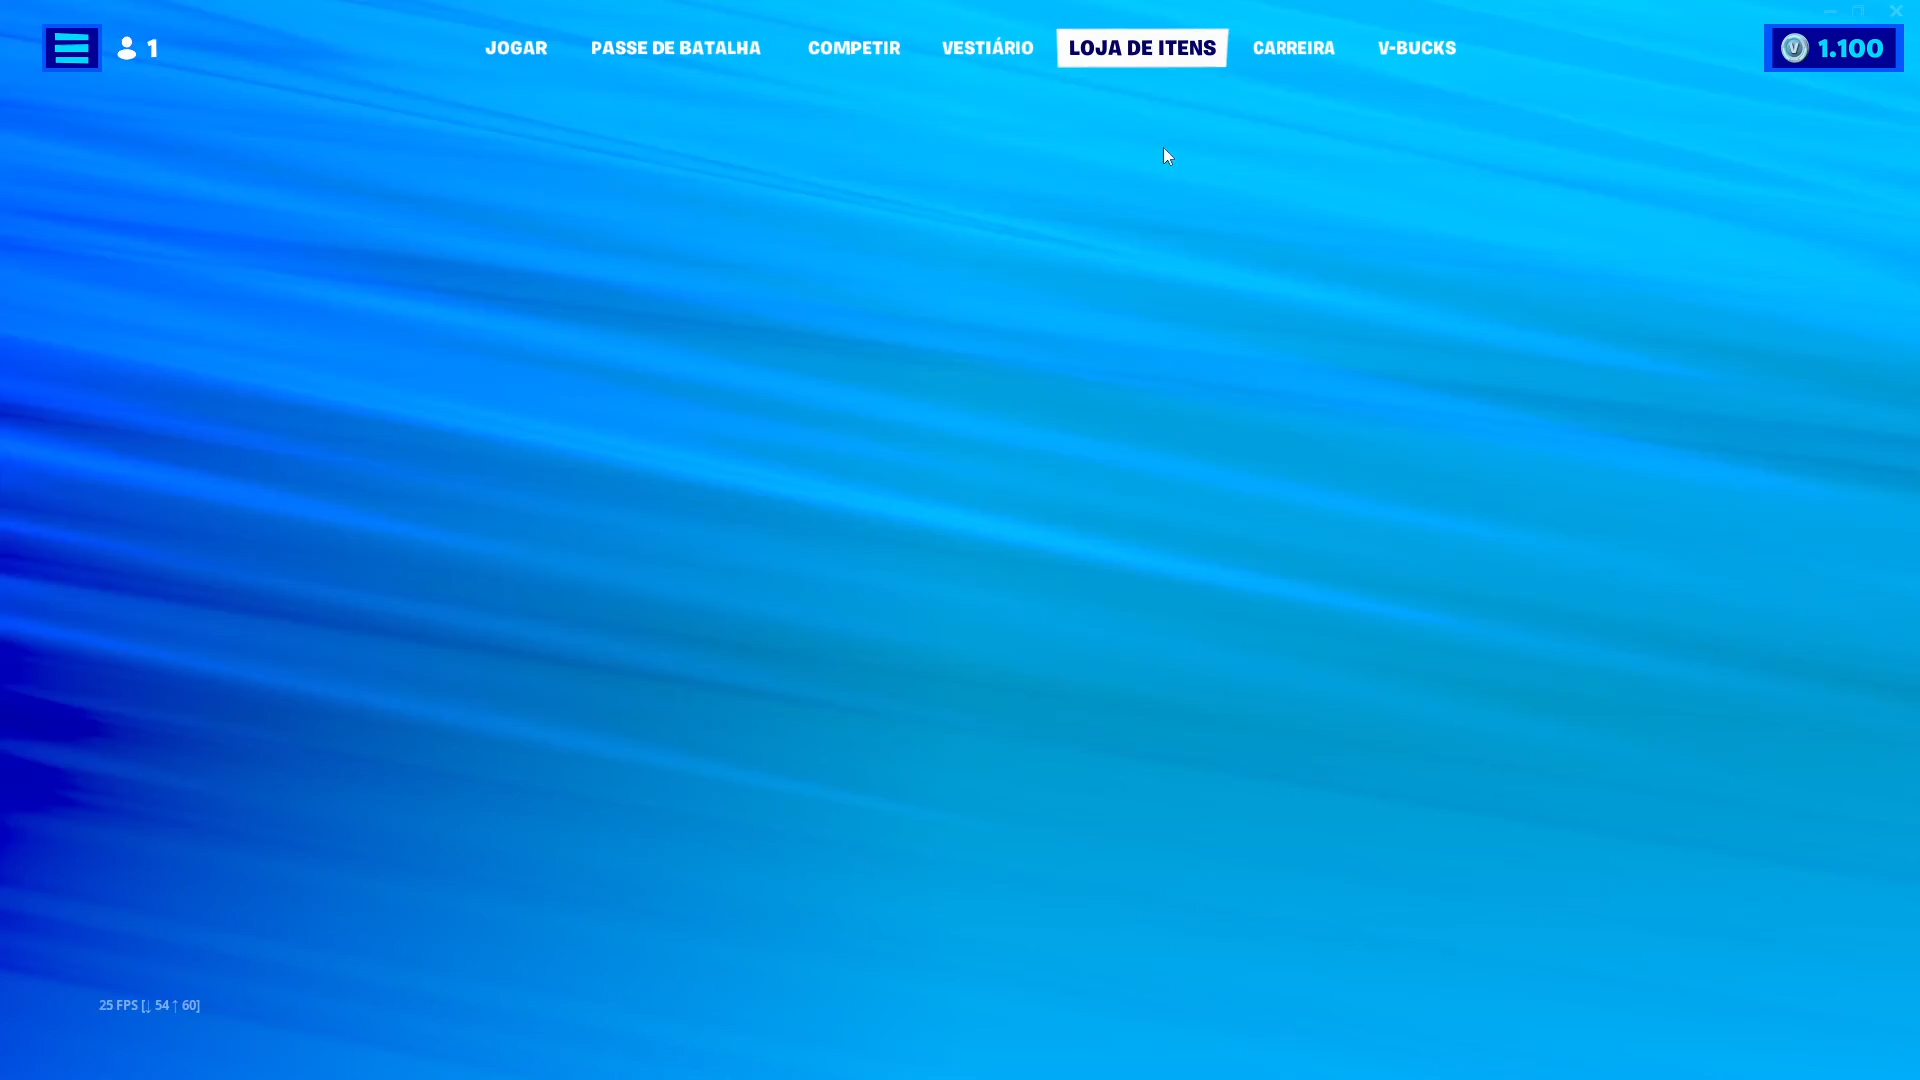 1 JOGAR PASSE DE BATALHA COMPETIR VESTIÁRIO LOJA DE ITENS CARREIRA V-BUCKS V 1.100
25 FPS [↓ 54 ↑ 60]